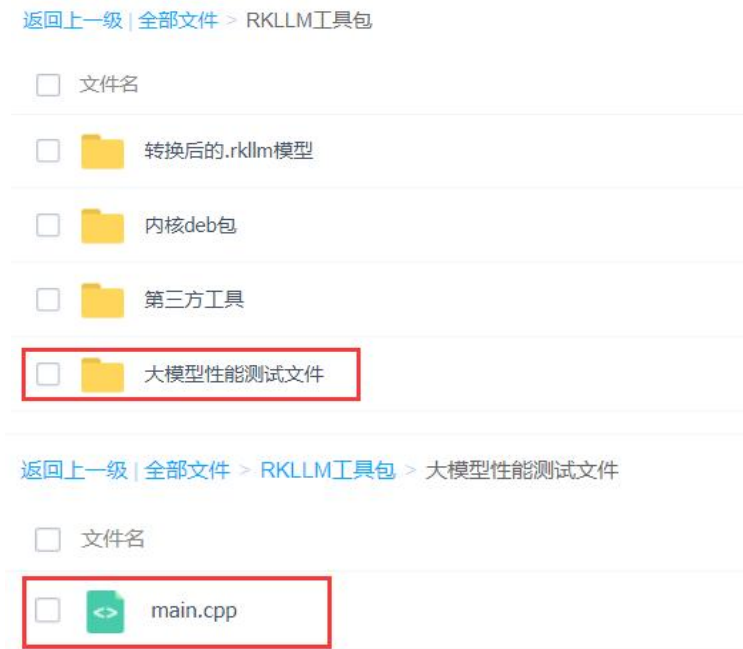 返回上一级 | 全部文件 > RKLLM工具包
文件名
转换后的.rkllm模型
内核deb包
第三方工具
大模型性能测试文件
返回上一级 | 全部文件 > RKLLM工具包 > 大模型性能测试文件
文件名
<> main.cpp